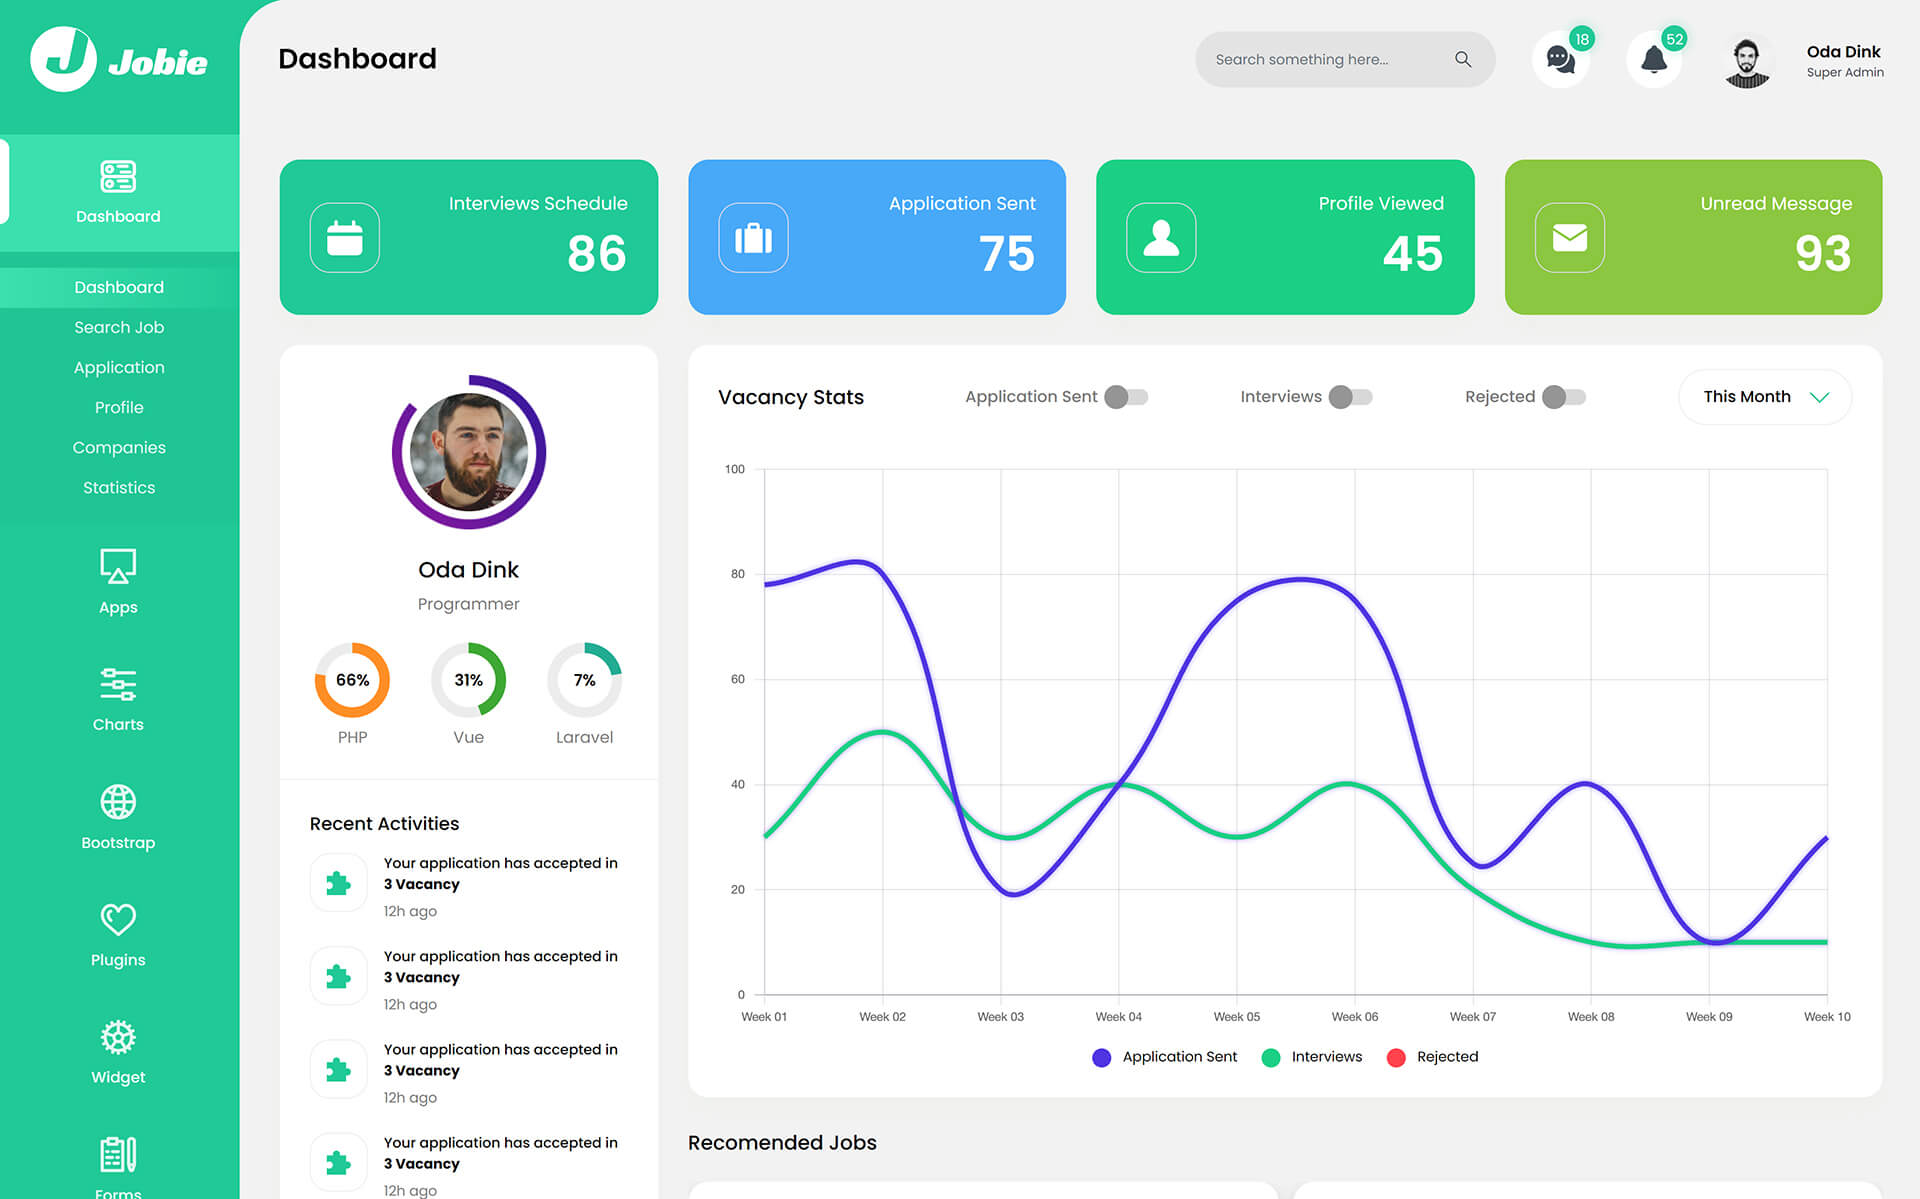 Jobie
Dashboard
Search something here...
18
52
Oda Dink
Super Admin
Dashboard
Dashboard
Search Job
Application
Profile
Companies
Statistics
Apps
Charts
Bootstrap
Plugins
Widget
Forms
Interviews Schedule
86
Application Sent
75
Profile Viewed
45
Unread Message
93
Oda Dink
Programmer
66%
31%
7%
PHP
Vue
Laravel
Recent Activities
Your application has accepted in
3 Vacancy
12h ago
Your application has accepted in
3 Vacancy
12h ago
Your application has accepted in
3 Vacancy
12h ago
Your application has accepted in
3 Vacancy
12h ago
Vacancy Stats
Application Sent
Interviews
Rejected
This Month
100
80
60
40
20
0
Week 01
Week 02
Week 03
Week 04
Week 05
Week 06
Week 07
Week 08
Week 09
Week 10
Application Sent
Interviews
Rejected
Recomended Jobs